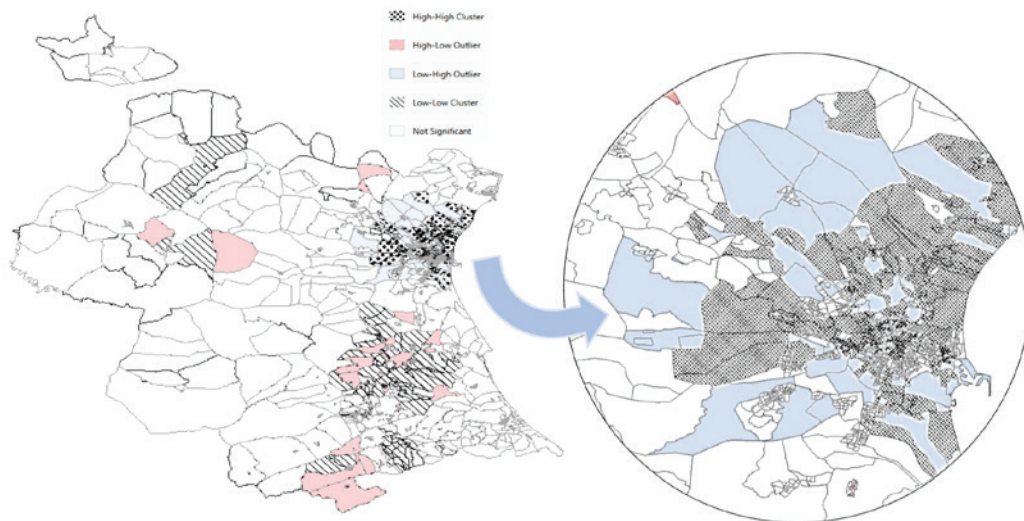 High-High Cluster
High-Low Outlier
Low-High Outlier
Low-Low Cluster
Not Significant